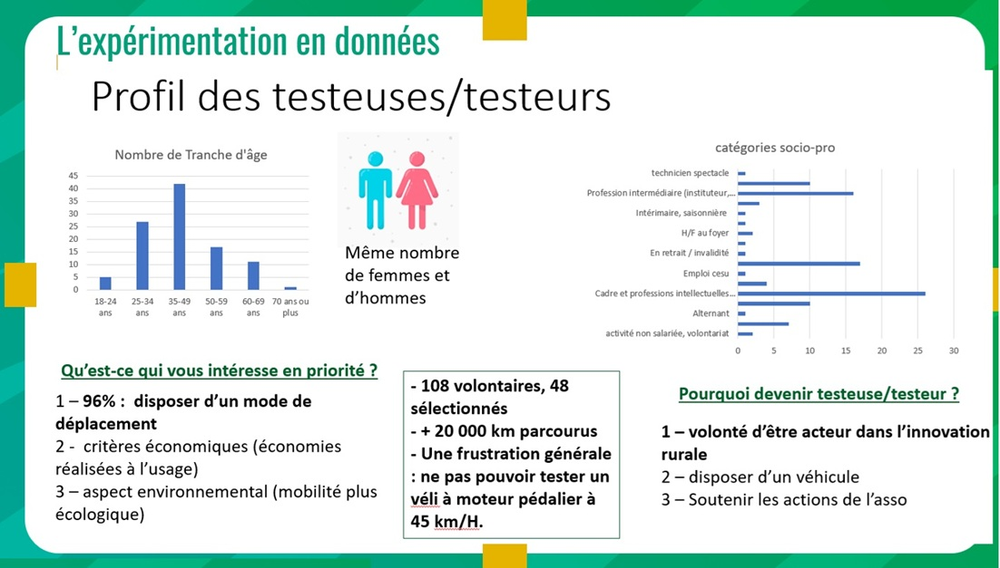 L'expérimentation en données
Profil des testeuses/testeurs
Nombre de Tranche d'âge
45
40
35
30
25
20
15
10
5
0
18-24 ans
25-34 ans
35-49 ans
50-59 ans
60-69 ans
70 ans ou plus
Même nombre
de femmes et
d'hommes
catégories socio-pro
technicien spectacle
Profession intermédiaire (instituteur,...
Intérimaire, saisonnière
H/F au foyer
En retrait / invalidité
Emploi cesu
Cadre et professions intellectuelles...
Alternant
activité non salariée, volontariat
0 5 10 15 20 25 30
Qu'est-ce qui vous intéresse en priorité ?
1 – 96% : disposer d'un mode de
déplacement
2 - critères économiques (économies
réalisées à l'usage)
3 – aspect environnemental (mobilité plus
écologique)
- 108 volontaires, 48
sélectionnés
- + 20 000 km parcourus
- Une frustration générale
: ne pas pouvoir tester un
véli à moteur pédalier à
45 km/H.
Pourquoi devenir testeuse/testeur ?
1 – volonté d'être acteur dans l'innovation
rurale
2 – disposer d'un véhicule
3 – Soutenir les actions de l'asso